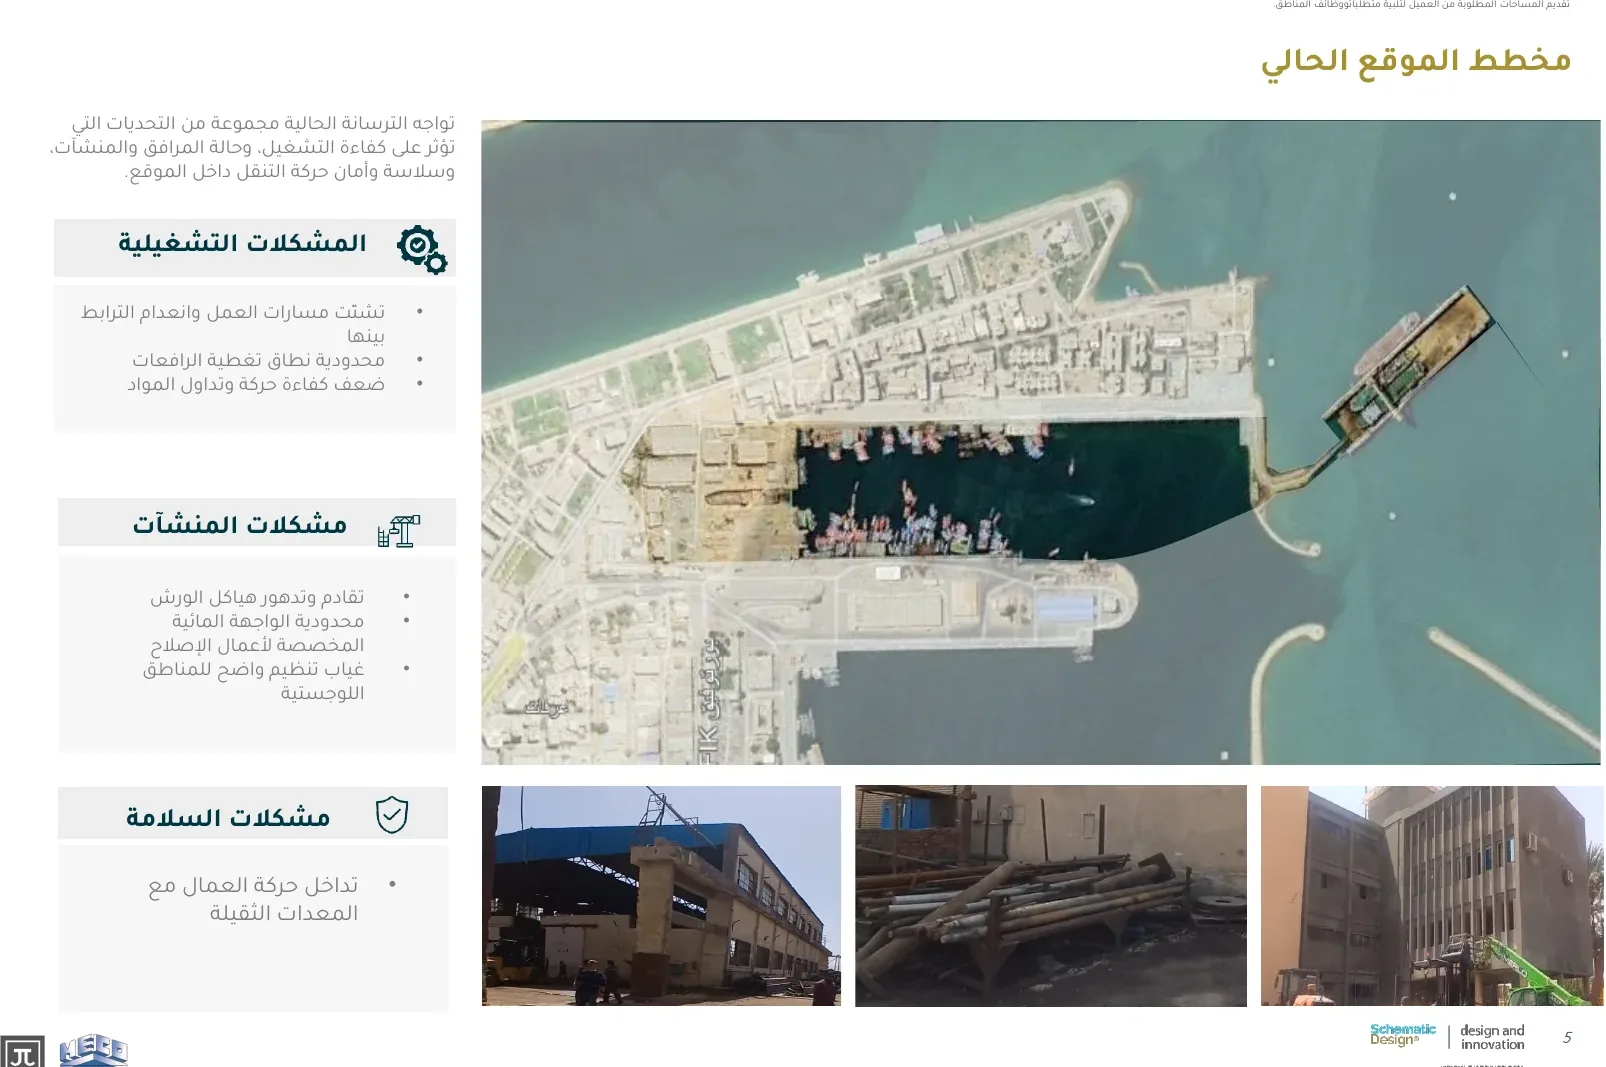 تقديم المساحات المطلوبة من العميل لتلبية متطلباتووظائف المناطق
مخطط الموقع الحالي
تواجه الترسانة الحالية مجموعة من التحديات التي
تؤثر على كفاءة التشغيل، وحالة المرافق والمنشآت،
وسلاسة وأمان حركة التنقل داخل الموقع.
المشكلات التشغيلية
• تشتّت مسارات العمل وانعدام الترابط
بينها
• محدودية نطاق تغطية الرافعات
• ضعف كفاءة حركة وتداول المواد
مشكلات المنشآت
• تقادم وتدهور هياكل الورش
• محدودية الواجهة المائية
المخصصة لأعمال الإصلاح
• غياب تنظيم واضح للمناطق
اللوجستية
مشكلات السلامة
• تداخل حركة العمال مع
المعدات الثقيلة
بورتوفيق
MECO
Schematic
Design®
design and
innovation
5